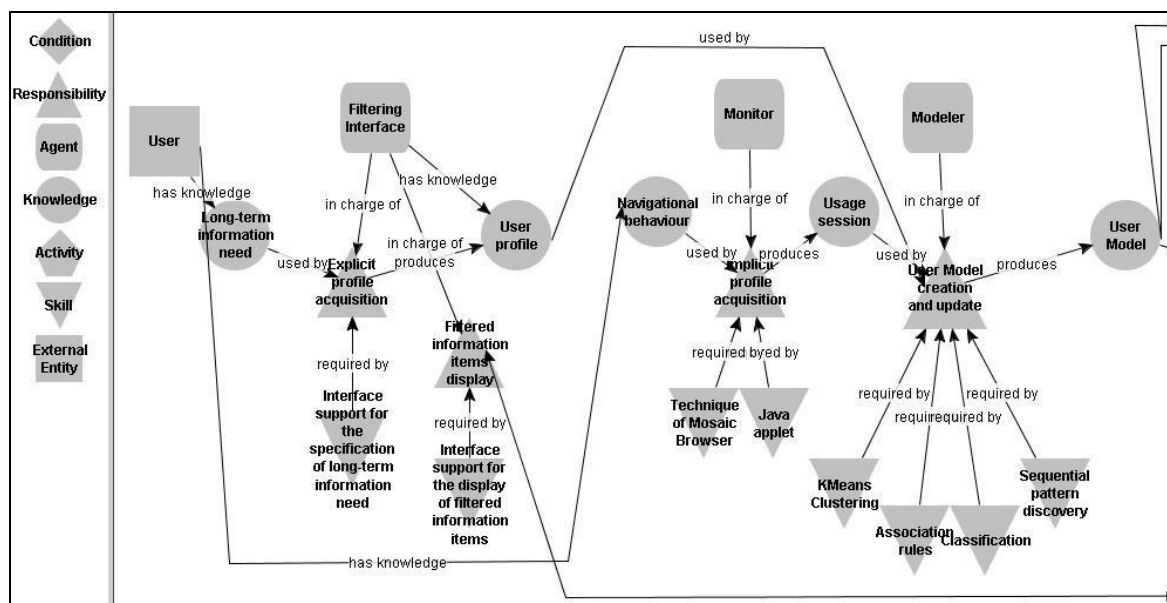 Condition
Responsibility
Agent
Knowledge
Activity
Skill
External
Entity
used by
User
Filtering
Interface
Monitor
Modeler
has knowledge
has knowledge
in charge of
in charge of
in charge of
Long-term
information
need
User
profile
Navigational
behaviour
Usage
session
User
Model
used by
in charge of
produces
used by
produces
used by
produces
Explicit
profile
acquisition
Implicit
profile
acquisition
User Model
creation
and update
Filtered
information
items
display
required by
required by
required by
required by
required by
required by
Interface
support for
the
specification
of long-term
information
need
Interface
support for
the display
of filtered
information
items
Technique
of Mosaic
Browser
Java
applet
KMeans
Clustering
Association
rules
Classification
Sequential
pattern
discovery
has knowledge